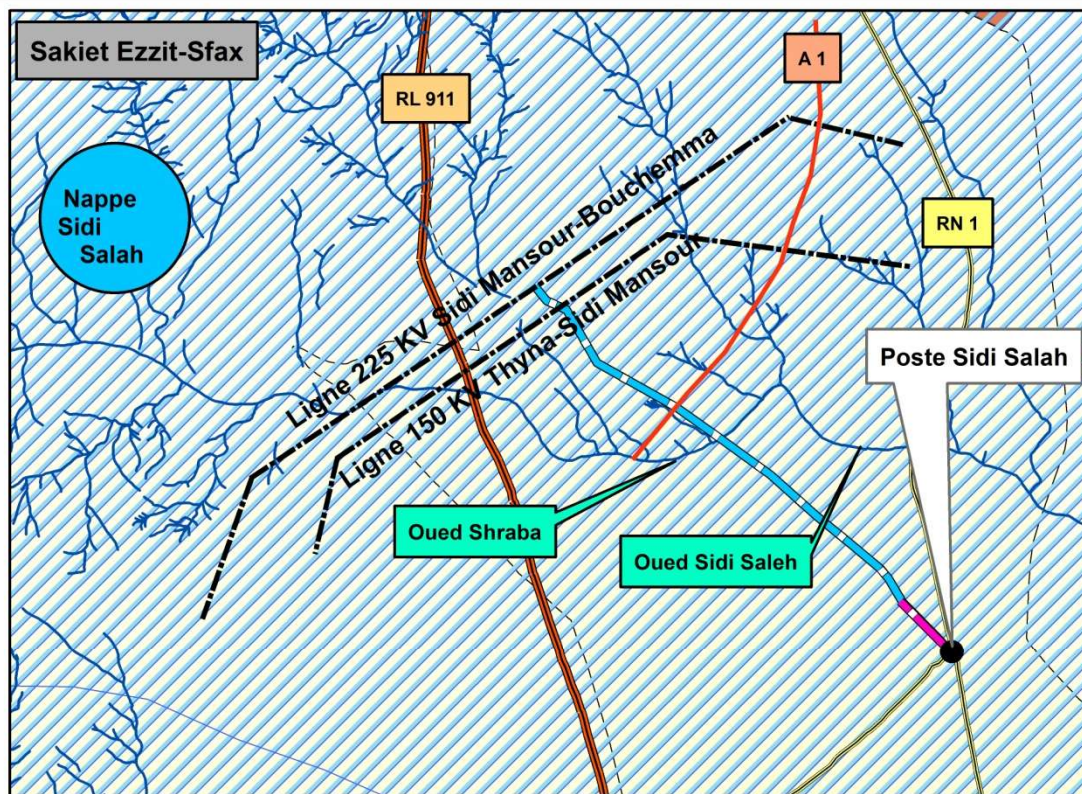 Sakiet Ezzit-Sfax
A 1
RL 911
Nappe
Sidi
Salah
RN 1
Ligne 225 KV Sidi Mansour-Bouchemma
Ligne 150 KV Thyna-Sidi Mansour
Poste Sidi Salah
Oued Shraba
Oued Sidi Saleh